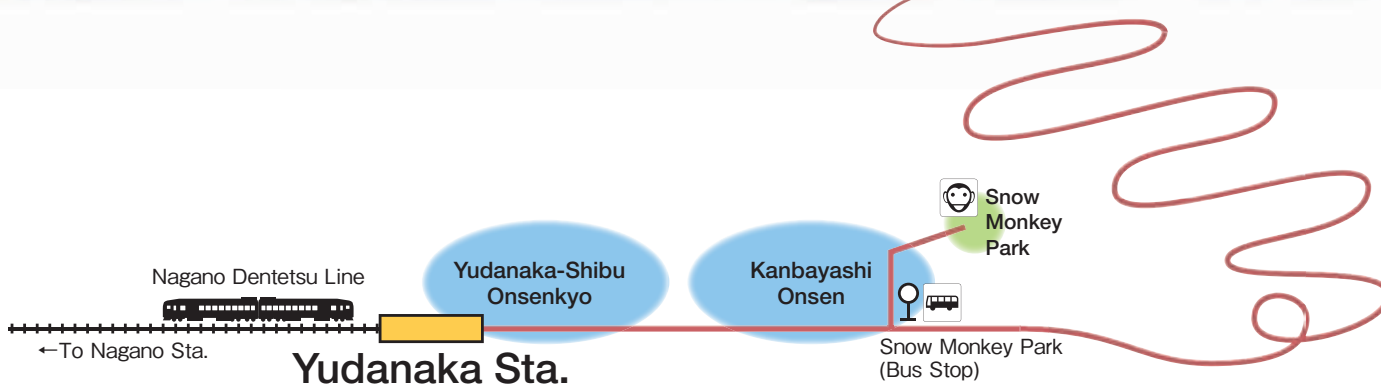 Snow
Monkey
Park
Yudanaka-Shibu
Onsenkyo
Kanbayashi
Onsen
Nagano Dentetsu Line
←To Nagano Sta.
Yudanaka Sta.
Snow Monkey Park
(Bus Stop)